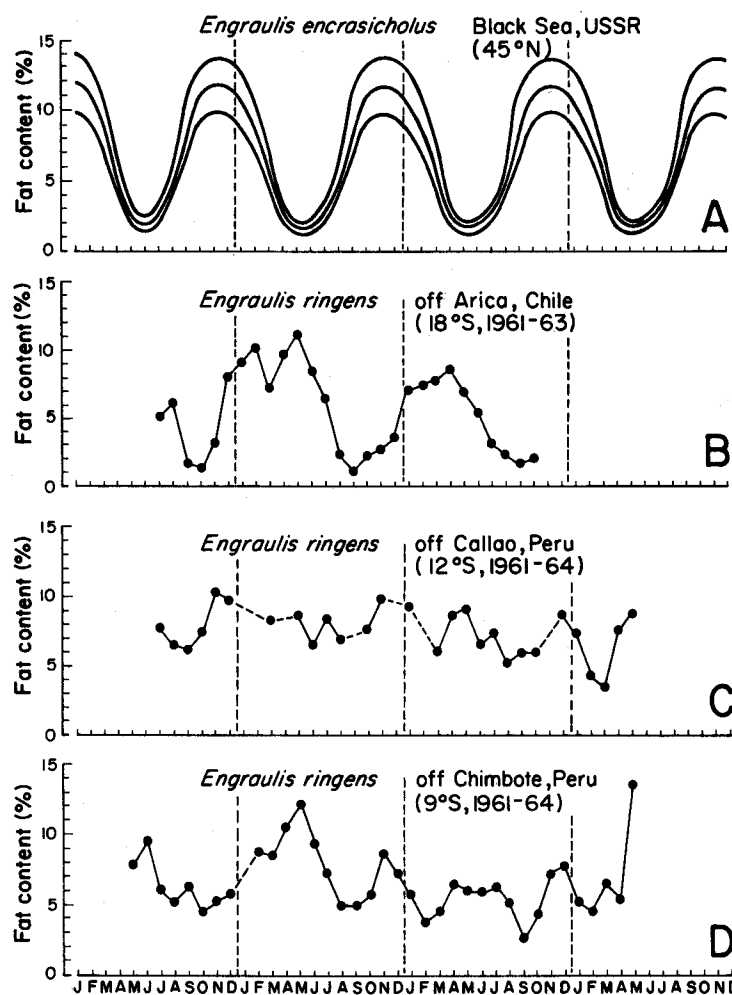 Engraulis encrasicholus Black Sea, USSR
(45°N)
Fat content (%)
15
10
5
0
A
Engraulis ringens off Arica, Chile
(18°S, 1961-63)
Fat content (%)
15
10
5
0
B
Engraulis ringens off Callao, Peru
(12°S, 1961-64)
Fat content (%)
15
10
5
0
C
Engraulis ringens off Chimbote, Peru
(9°S, 1961-64)
Fat content (%)
15
10
5
0
D
J F M A M J J A S O N D J F M A M J J A S O N D J F M A M J J A S O N D J F M A M J J A S O N D